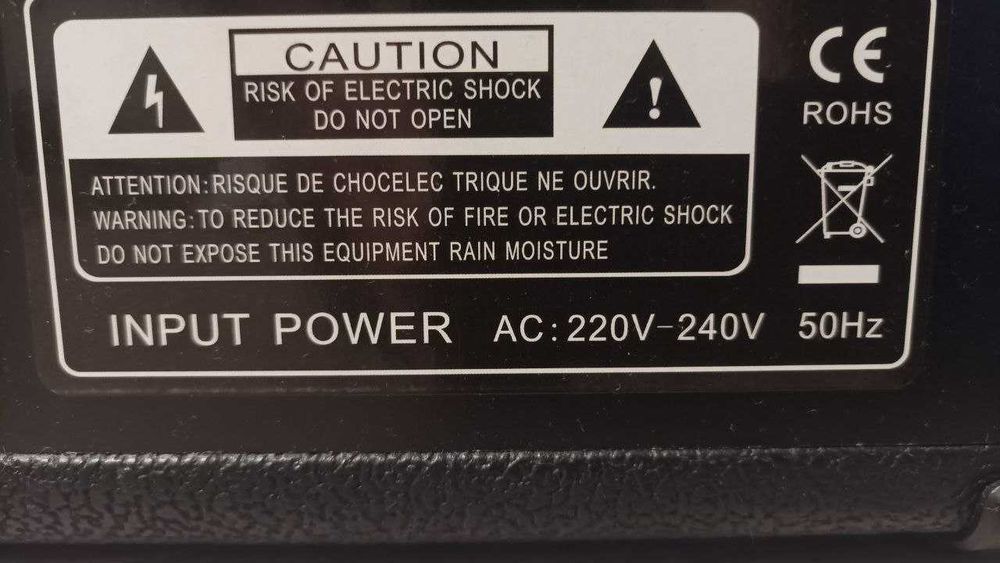 CAUTION
RISK OF ELECTRIC SHOCK
DO NOT OPEN
!
CE
ROHS
ATTENTION:RISQUE DE CHOCELEC TRIQUE NE OUVRIR.
WARNING:TO REDUCE THE RISK OF FIRE OR ELECTRIC SHOCK
DO NOT EXPOSE THIS EQUIPMENT RAIN MOISTURE
INPUT POWER AC:220V-240V 50Hz